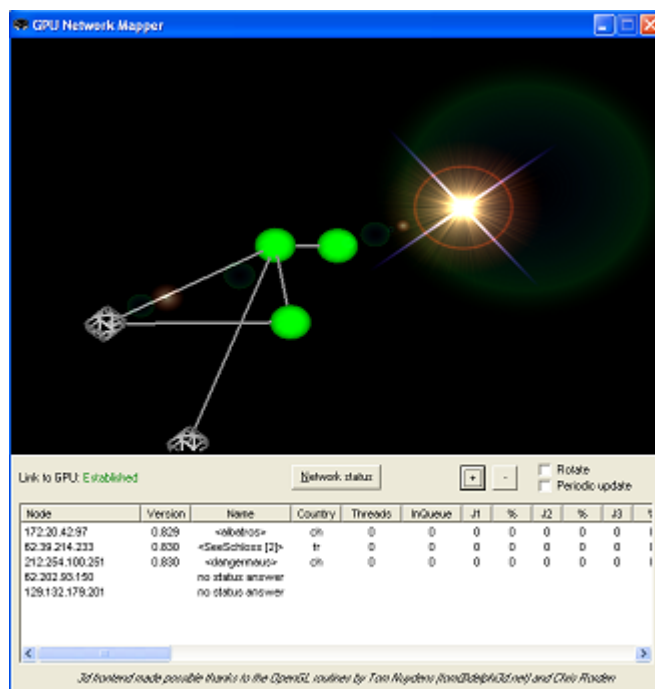 GPU Network Mapper
Link to GPU: Established
Network status
+
-
Rotate
Periodic update
Node Version Name Country Threads InQueue J1 % J2 % J3 %
172.20.42.97 0.829 <albatros> ch 0 0 0 0 0 0 0
62.39.214.233 0.830 <SeeSchloss [2]> fr 0 0 0 0 0 0 0
212.254.100.251 0.830 <dangermaus> ch 0 0 0 0 0 0 0
62.202.93.150 no status answer
129.132.179.201 no status answer
3d frontend made possible thanks to the OpenGL routines by Tom Nuydens (tom@delphi3d.net) and Chris